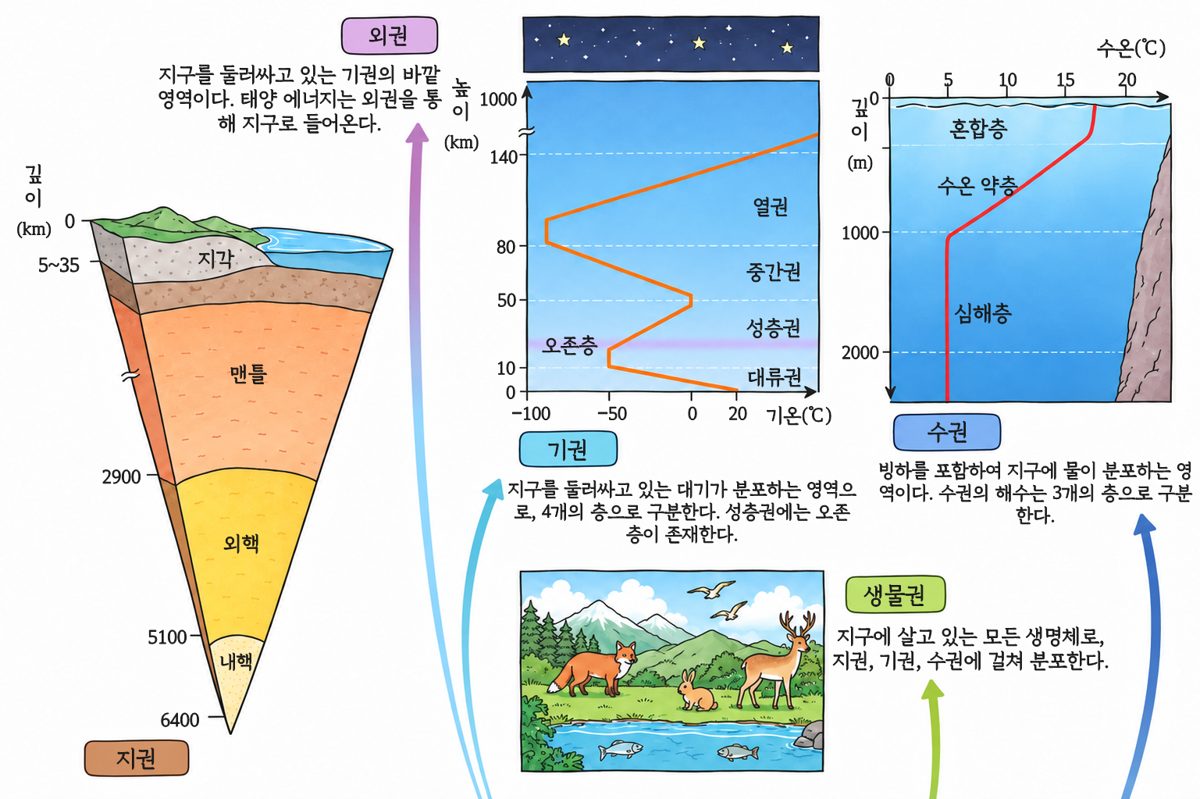 외권
지구를 둘러싸고 있는 기권의 바깥
영역이다. 태양 에너지는 외권을 통
해 지구로 들어온다.
깊이
(km)
0
5~35
2900
5100
6400
지각
맨틀
외핵
내핵
지권
높이
(km)
1000
140
80
50
10
0
열권
중간권
성층권
오존층
대류권
-100
-50
0
20
기온(℃)
기권
지구를 둘러싸고 있는 대기가 분포하는 영역으
로, 4개의 층으로 구분한다. 성층권에는 오존
층이 존재한다.
수온(℃)
0
5
10
15
20
깊이
(m)
0
1000
2000
혼합층
수온 약층
심해층
수권
빙하를 포함하여 지구에 물이 분포하는 영
역이다. 수권의 해수는 3개의 층으로 구분
한다.
생물권
지구에 살고 있는 모든 생명체로,
지권, 기권, 수권에 걸쳐 분포한다.